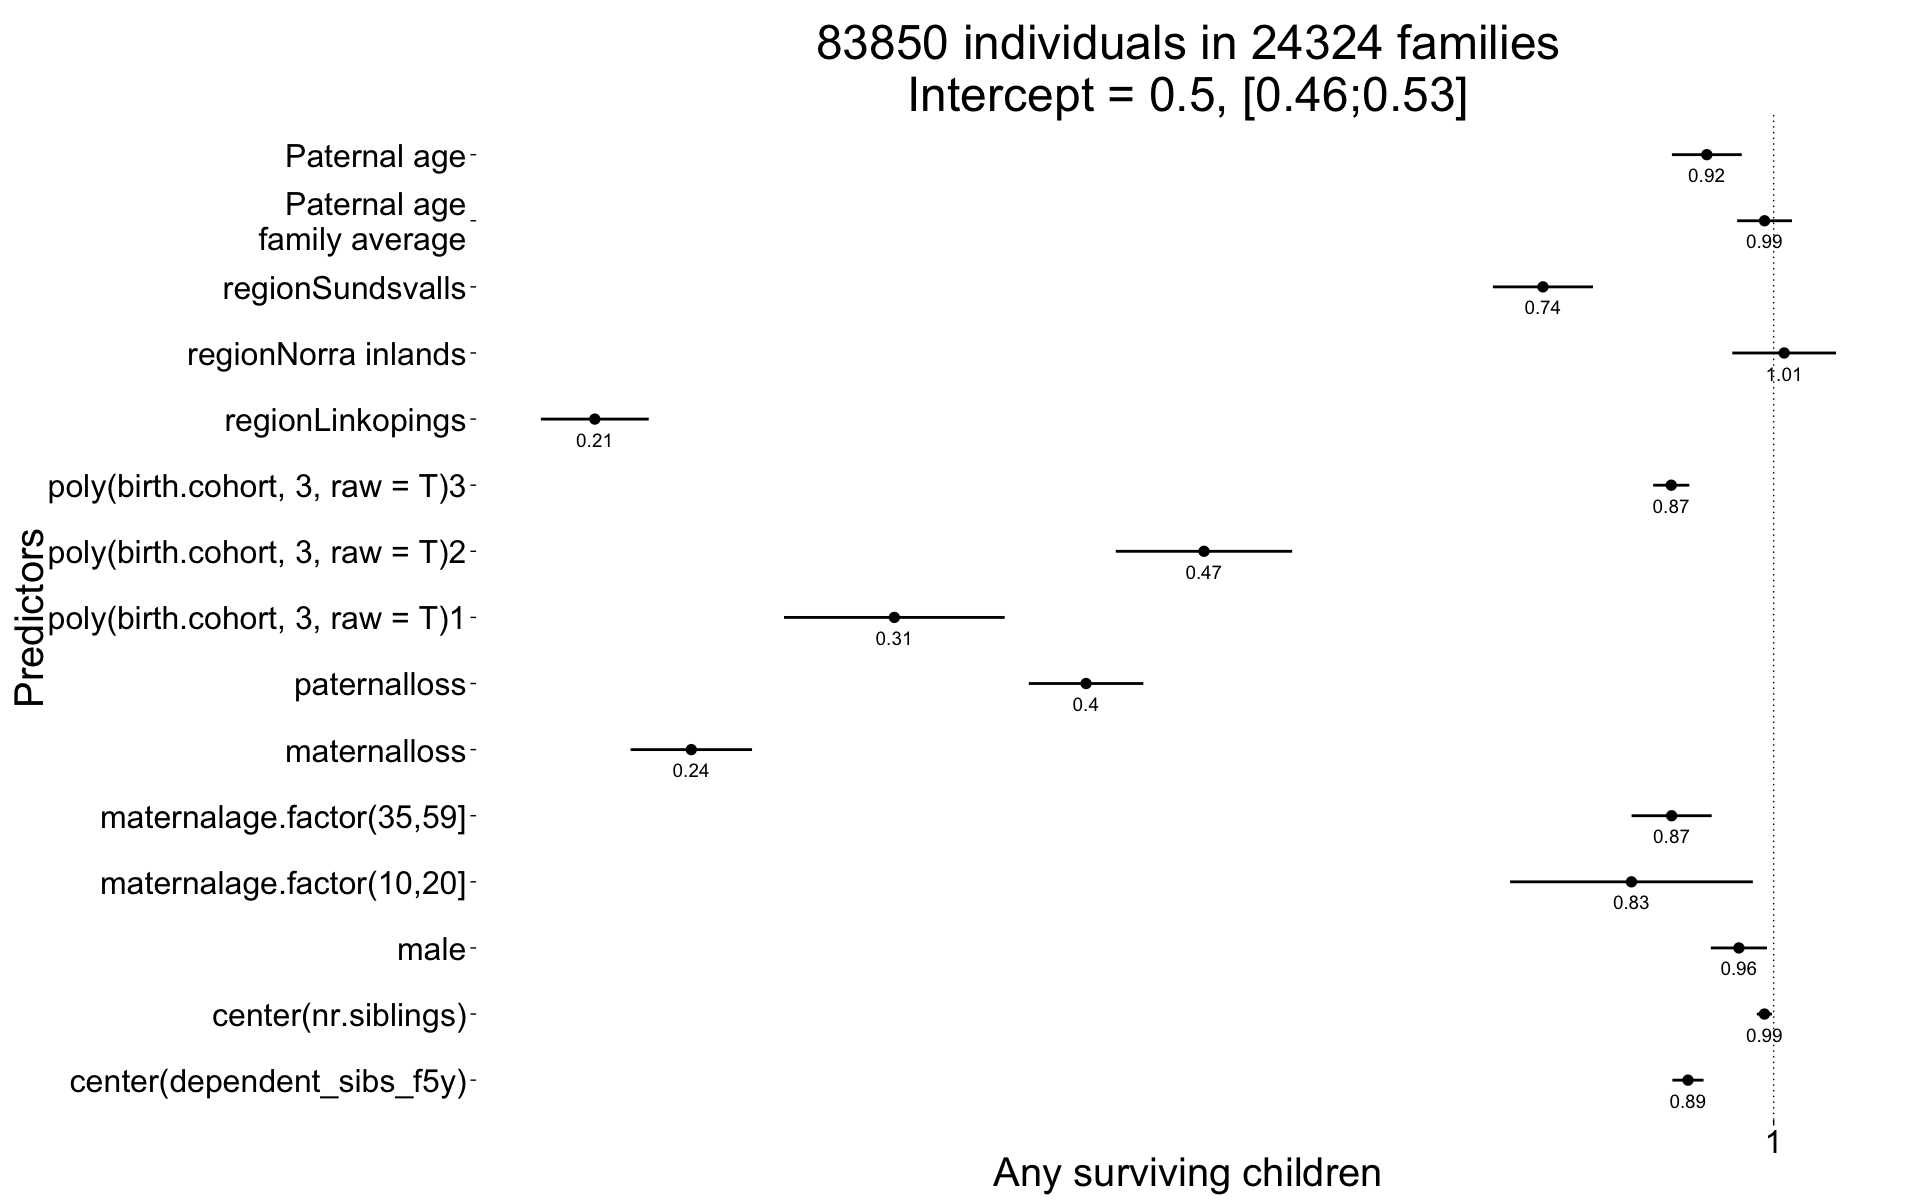 83850 individuals in 24324 families
Intercept = 0.5, [0.46;0.53]
Paternal age
0.92
Paternal age
family average
0.99
regionSundsvalls
0.74
regionNorra inlands
1.01
regionLinkopings
0.21
poly(birth.cohort, 3, raw = T)3
0.87
poly(birth.cohort, 3, raw = T)2
0.47
poly(birth.cohort, 3, raw = T)1
0.31
paternalloss
0.4
maternalloss
0.24
maternalage.factor(35,59]
0.87
maternalage.factor(10,20]
0.83
male
0.96
center(nr.siblings)
0.99
center(dependent_sibs_f5y)
0.89
Predictors
1
Any surviving children